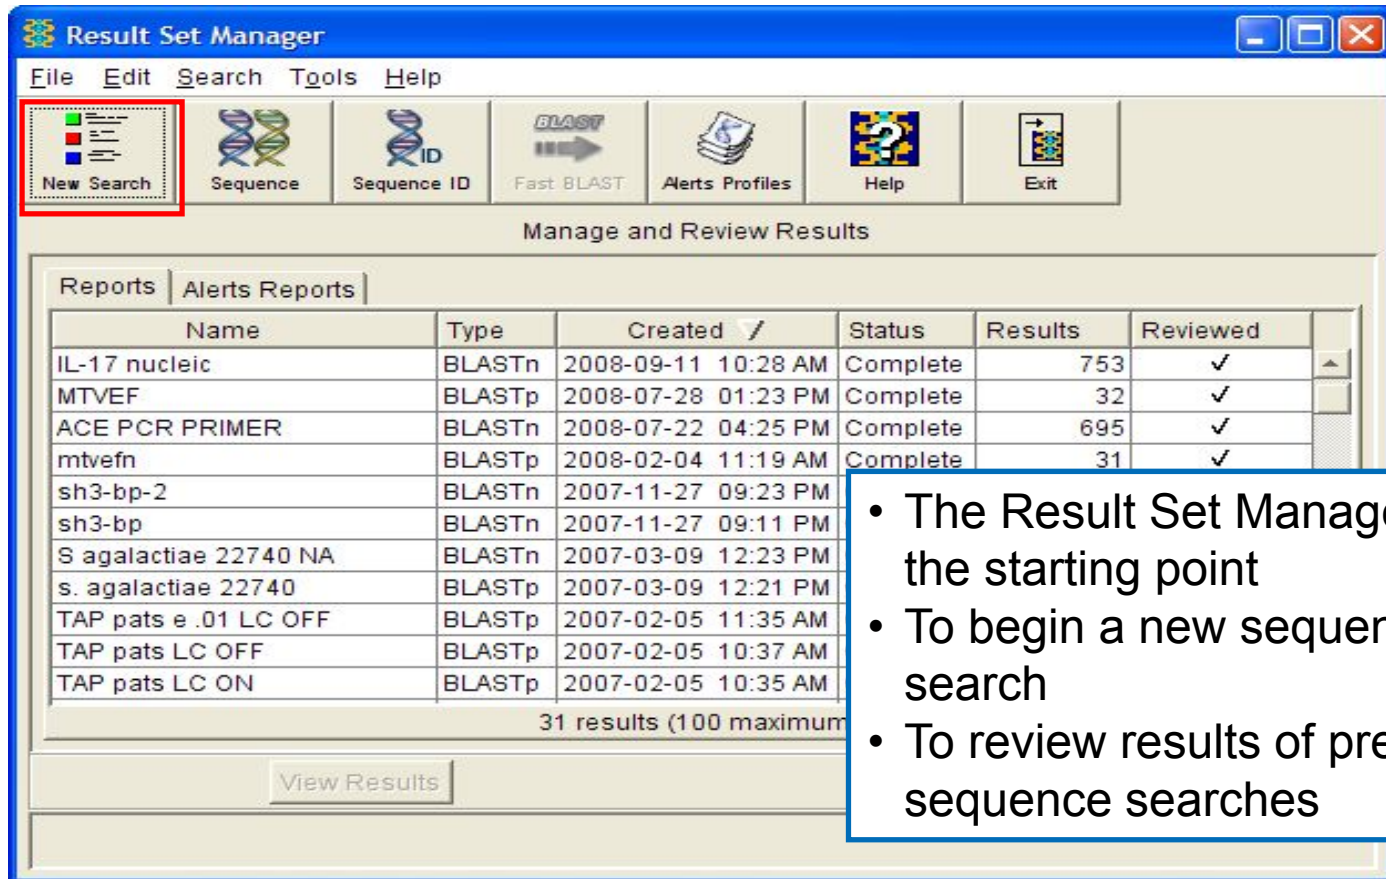 Result Set Manager
File Edit Search Tools Help
BLAST
ID
New Search Sequence Sequence ID Fast BLAST Alerts Profiles Help Exit
Manage and Review Results
Reports Alerts Reports
Name Type Created Status Results Reviewed
IL-17 nucleic BLASTn 2008-09-11 10:28 AM Complete 753 ✓
MTVEF BLASTp 2008-07-28 01:23 PM Complete 32 ✓
ACE PCR PRIMER BLASTn 2008-07-22 04:25 PM Complete 695 ✓
mtvefn BLASTp 2008-02-04 11:19 AM Complete 31 ✓
sh3-bp-2 BLASTn 2007-11-27 09:23 PM
sh3-bp BLASTn 2007-11-27 09:11 PM
S agalactiae 22740 NA BLASTn 2007-03-09 12:23 PM
s. agalactiae 22740 BLASTp 2007-03-09 12:21 PM
TAP pats e .01 LC OFF BLASTp 2007-02-05 11:35 AM
TAP pats LC OFF BLASTp 2007-02-05 10:37 AM
TAP pats LC ON BLASTp 2007-02-05 10:35 AM
31 results (100 maximum
View Results
• The Result Set Manag
the starting point
• To begin a new sequen
search
• To review results of pre
sequence searches